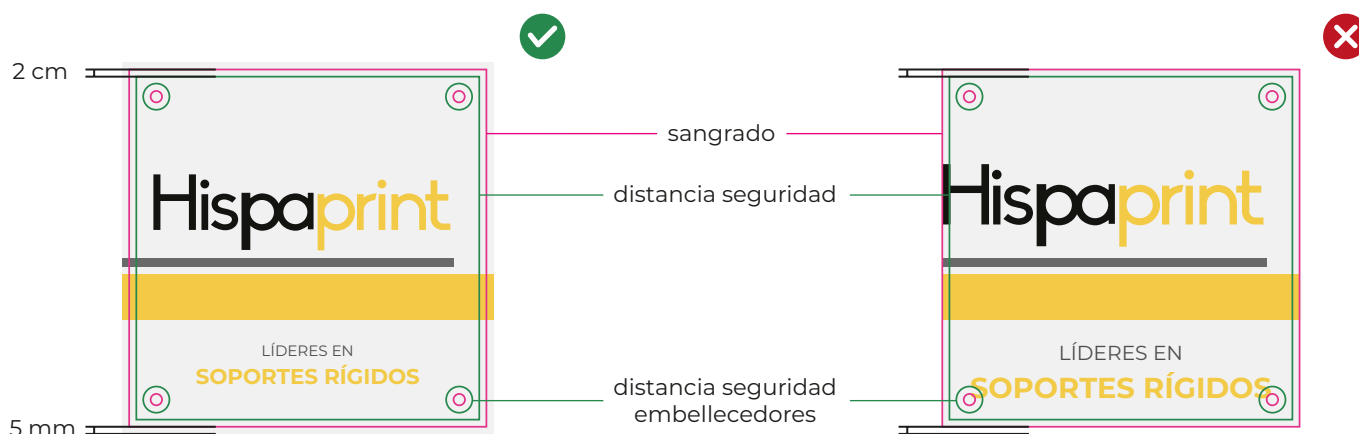 2 cm
sangrado
distancia seguridad
Hispaprint
Hispaprint
LÍDERES EN
SOPORTES RÍGIDOS
LÍDERES EN
SOPORTES RÍGIDOS
distancia seguridad
embellecedores
5 mm